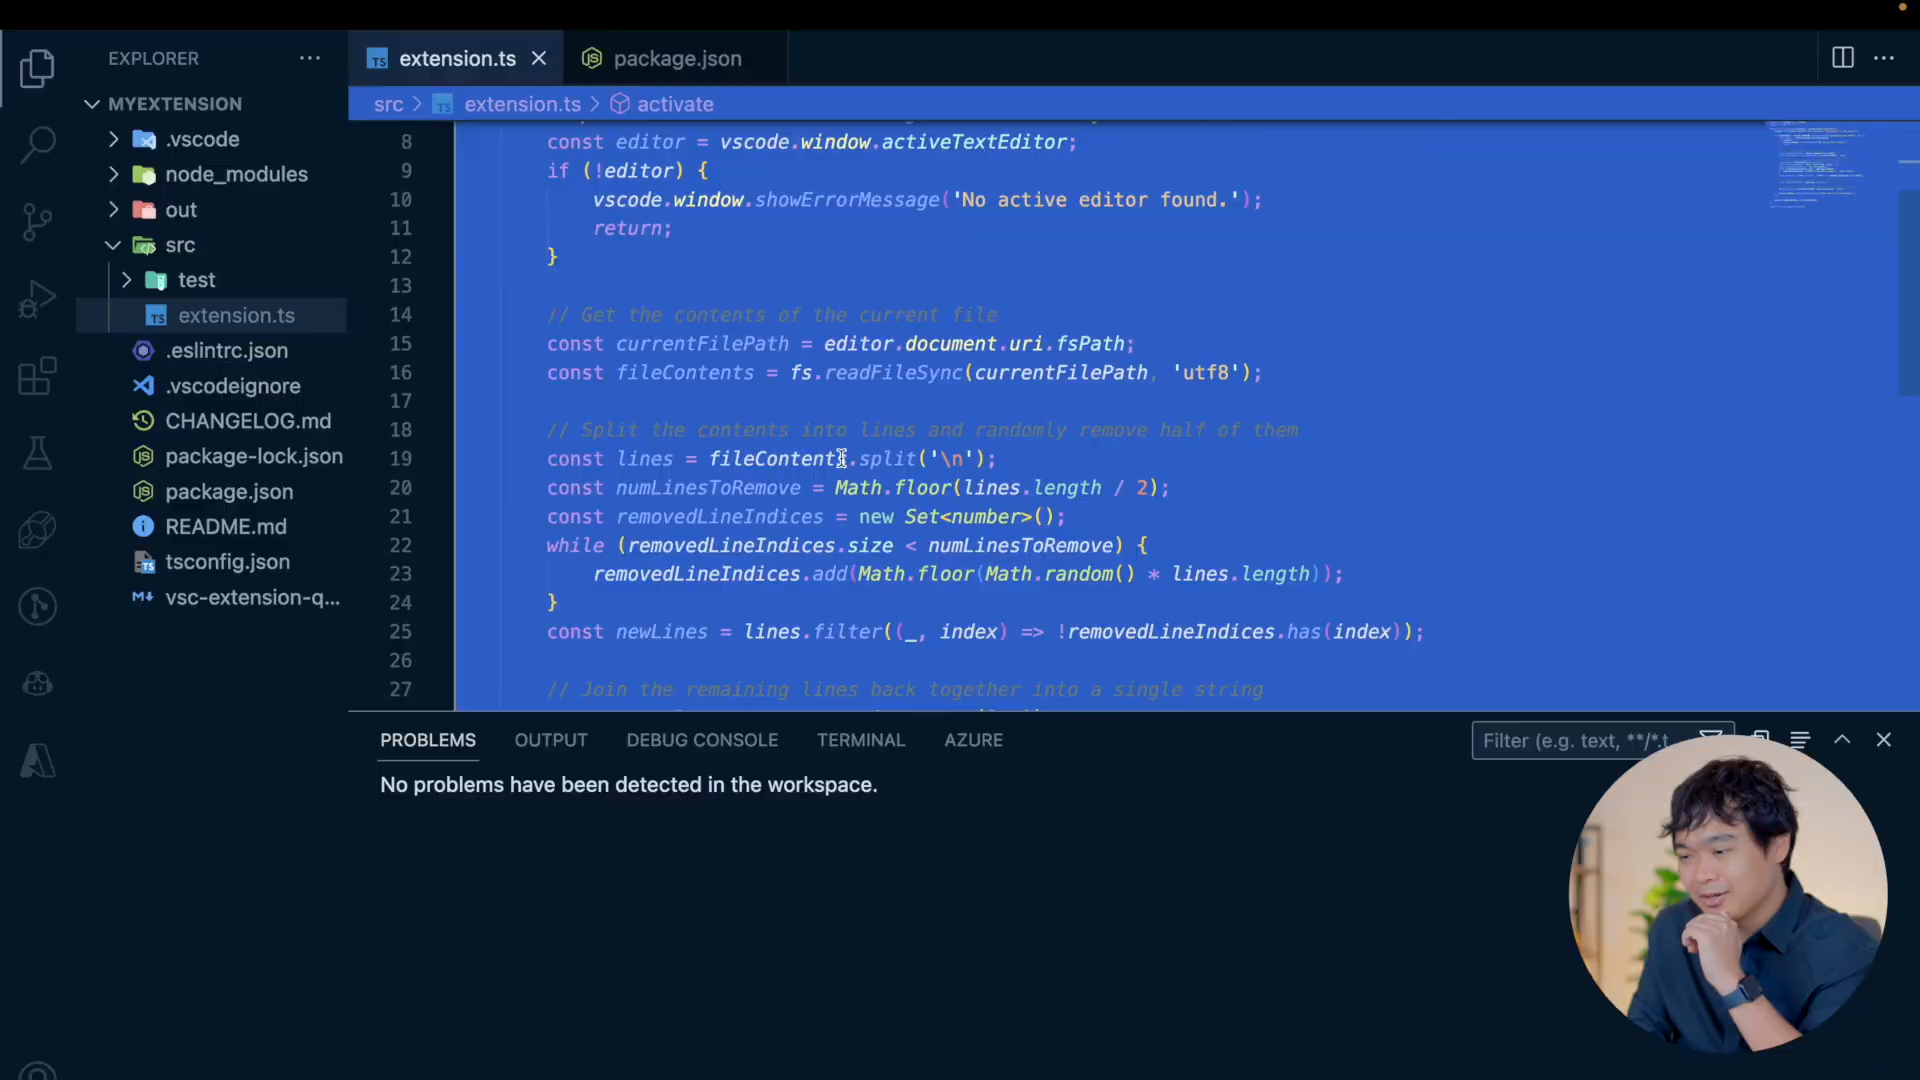 EXPLORER
MYEXTENSION
.vscode
node_modules
out
src
test
extension.ts
.eslintrc.json
.vscodeignore
CHANGELOG.md
package-lock.json
package.json
README.md
tsconfig.json
vsc-extension-q...
extension.ts
package.json
src > extension.ts > activate
8 const editor = vscode.window.activeTextEditor;
9 if (!editor) {
10 vscode.window.showErrorMessage('No active editor found.');
11 return;
12 }
13
14 // Get the contents of the current file
15 const currentFilePath = editor.document.uri.fsPath;
16 const fileContents = fs.readFileSync(currentFilePath, 'utf8');
17
18 // Split the contents into lines and randomly remove half of them
19 const lines = fileContents.split('\n');
20 const numLinesToRemove = Math.floor(lines.length / 2);
21 const removedLineIndices = new Set<number>();
22 while (removedLineIndices.size < numLinesToRemove) {
23 removedLineIndices.add(Math.floor(Math.random() * lines.length));
24 }
25 const newLines = lines.filter((_, index) => !removedLineIndices.has(index));
26
27 // Join the remaining lines back together into a single string
PROBLEMS OUTPUT DEBUG CONSOLE TERMINAL AZURE
Filter (e.g. text, **/*.t
No problems have been detected in the workspace.